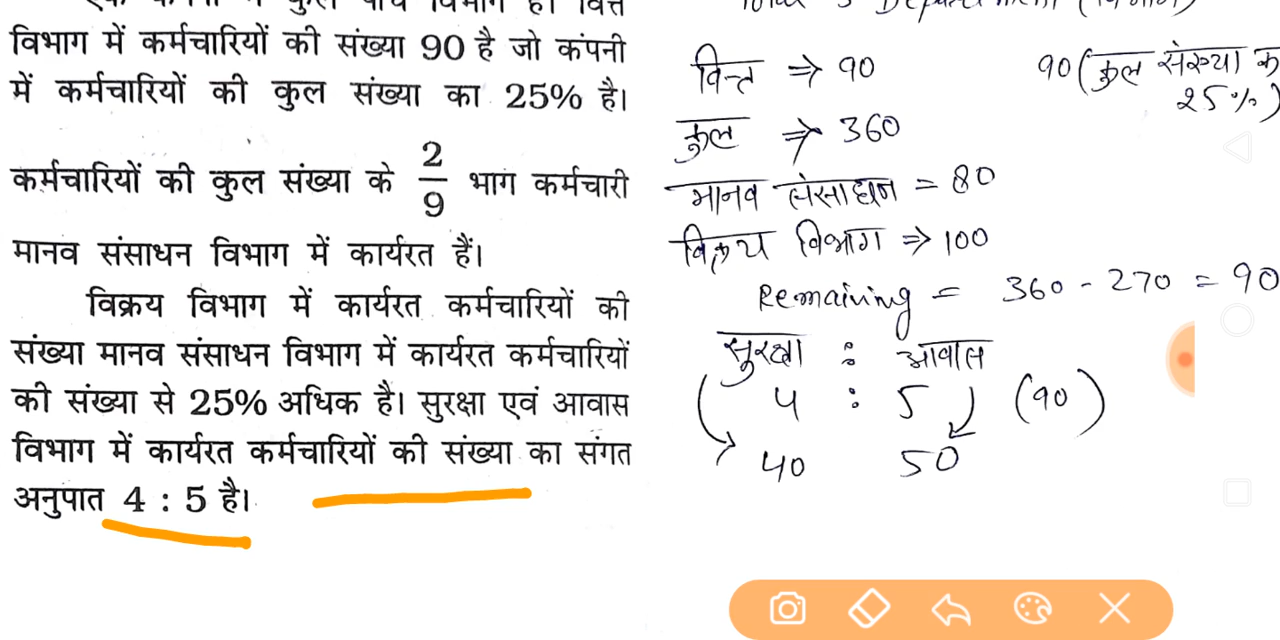 विभाग में कर्मचारियों की संख्या 90 है जो कंपनी
में कर्मचारियों की कुल संख्या का 25% है।
कर्मचारियों की कुल संख्या के 2/9 भाग कर्मचारी
मानव संसाधन विभाग में कार्यरत हैं।
विक्रय विभाग में कार्यरत कर्मचारियों की
संख्या मानव संसाधन विभाग में कार्यरत कर्मचारियों
की संख्या से 25% अधिक है। सुरक्षा एवं आवास
विभाग में कार्यरत कर्मचारियों की संख्या का संगत
अनुपात 4 : 5 है।
वित्त ⇒ 90
90 (कुल संख्या क
25%)
कुल ⇒ 360
मानव संसाधन = 80
विक्रय विभाग ⇒ 100
Remaining = 360 - 270 = 90
सुरक्षा : आवास
4 : 5 (90)
40 50